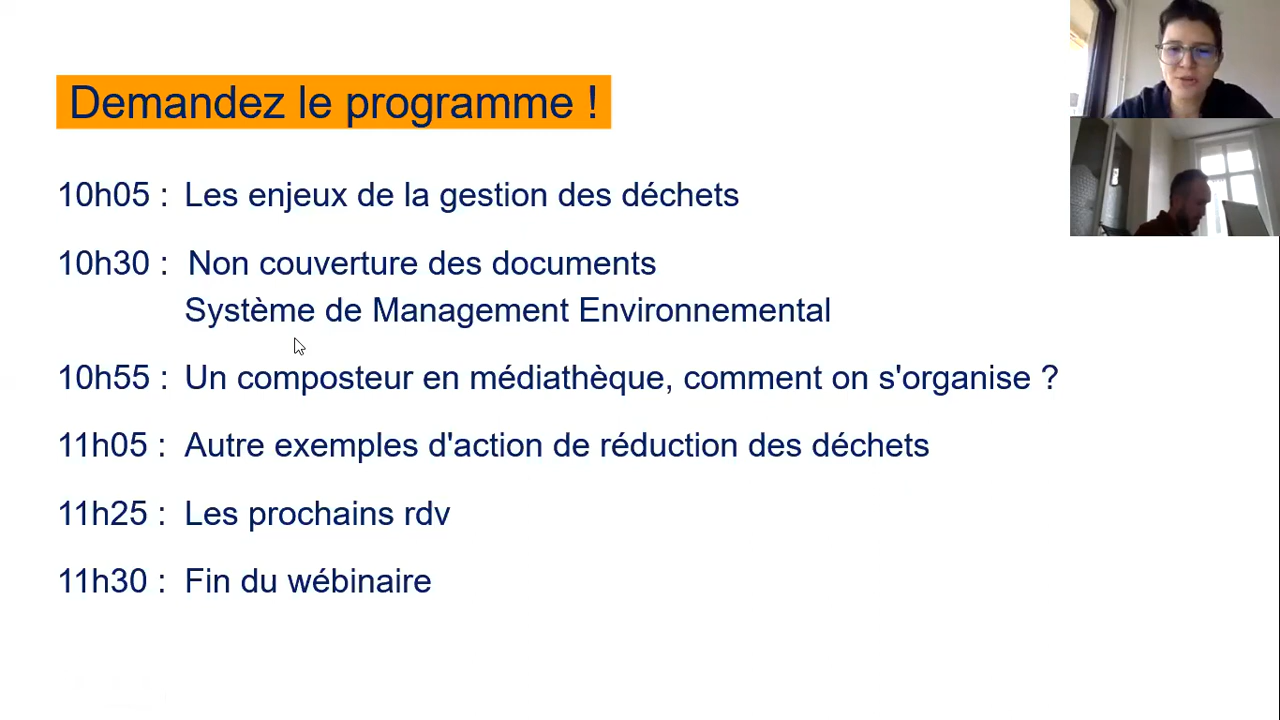 Demandez le programme !
10h05 : Les enjeux de la gestion des déchets
10h30 : Non couverture des documents
Système de Management Environnemental
10h55 : Un composteur en médiathèque, comment on s'organise ?
11h05 : Autre exemples d'action de réduction des déchets
11h25 : Les prochains rdv
11h30 : Fin du wébinaire